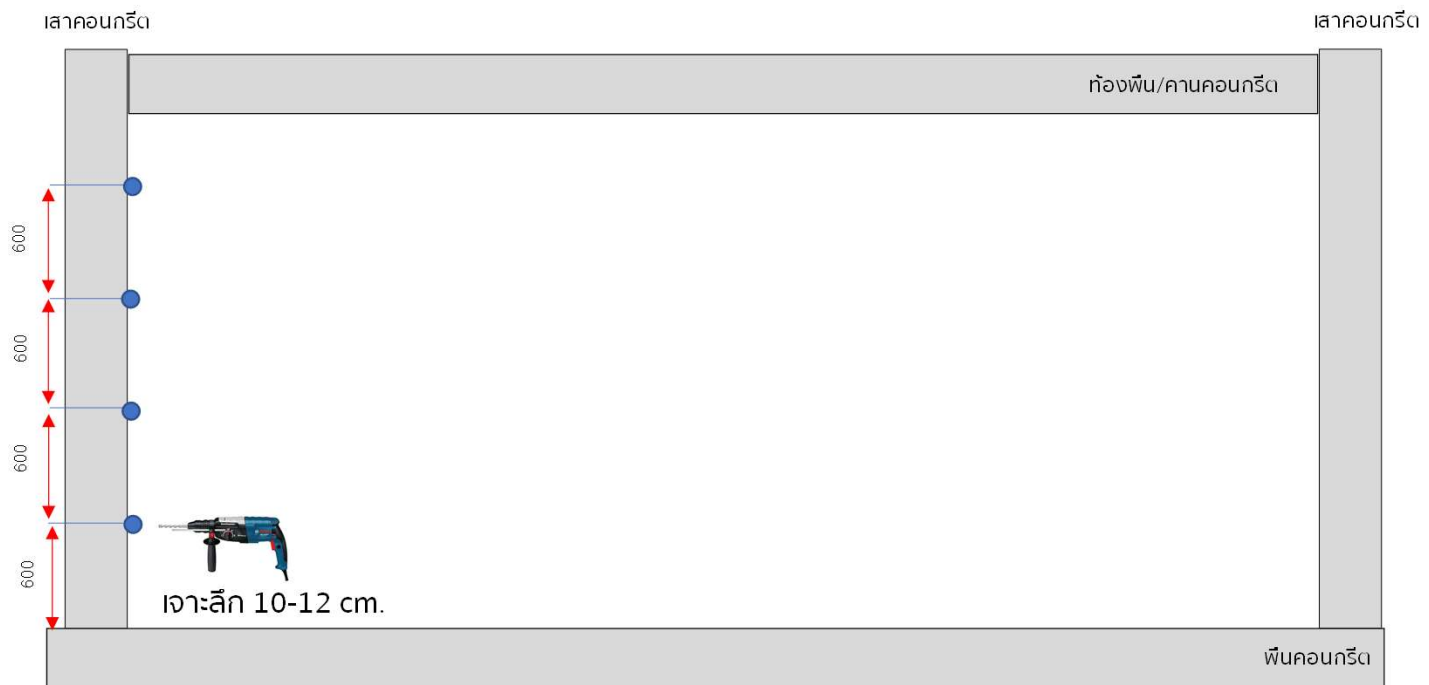 เสาคอนกรีต
เสาคอนกรีต
ท้องพื้น/คานคอนกรีต
600
600
600
600
เจาะลึก 10-12 cm.
พื้นคอนกรีต